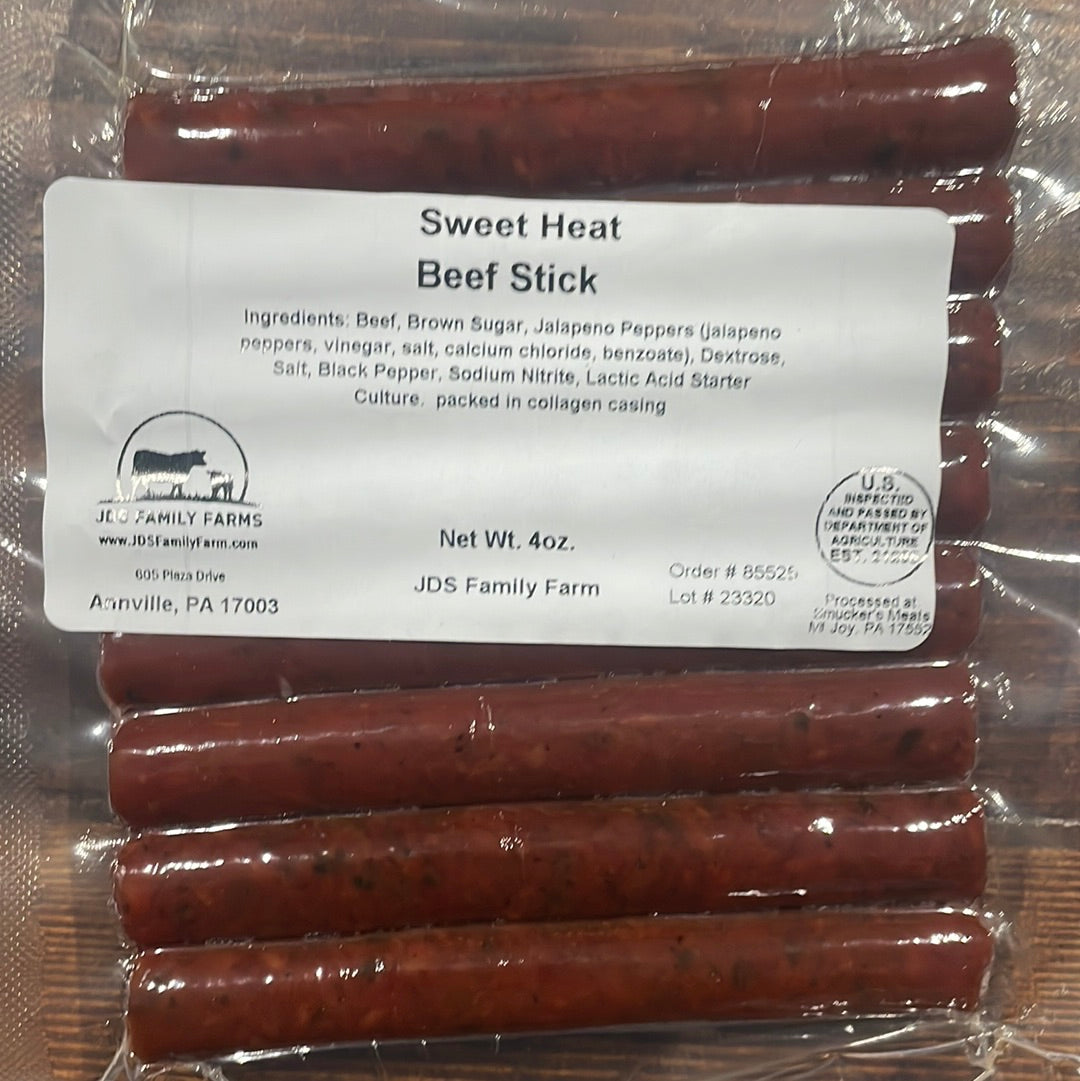 Sweet Heat
Beef Stick
Ingredients: Beef, Brown Sugar, Jalapeno Peppers (jalapeno
peppers, vinegar, salt, calcium chloride, benzoate), Dextrose,
Salt, Black Pepper, Sodium Nitrite, Lactic Acid Starter
Culture. packed in collagen casing
JDS FAMILY FARMS
www.JDSFamilyFarm.com
605 Plaza Drive
Annville, PA 17003
Net Wt. 4oz.
JDS Family Farm
Order # 85525
Lot # 23320
U.S.
INSPECTED
AND PASSED BY
DEPARTMENT OF
AGRICULTURE
EST.
Processed at
Smucker's Meats
Mt Joy, PA 17552